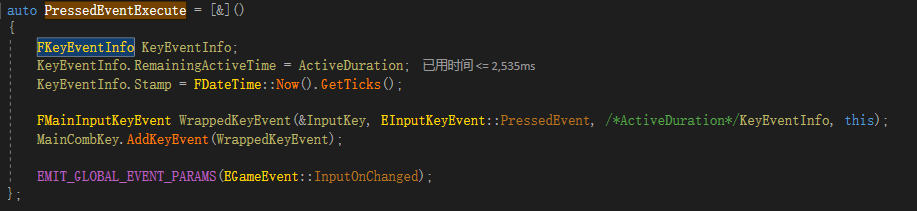 auto PressedEventExecute = [&]()
{
FKeyEventInfo KeyEventInfo;
KeyEventInfo.RemainingActiveTime = ActiveDuration; 已用时间 <= 2,535ms
KeyEventInfo.Stamp = FDateTime::Now().GetTicks();
FMainInputKeyEvent WrappedKeyEvent(&InputKey, EInputKeyEvent::PressedEvent, /*ActiveDuration*/KeyEventInfo, this);
MainCombKey.AddKeyEvent(WrappedKeyEvent);
EMIT_GLOBAL_EVENT_PARAMS(EGameEvent::InputOnChanged);
};